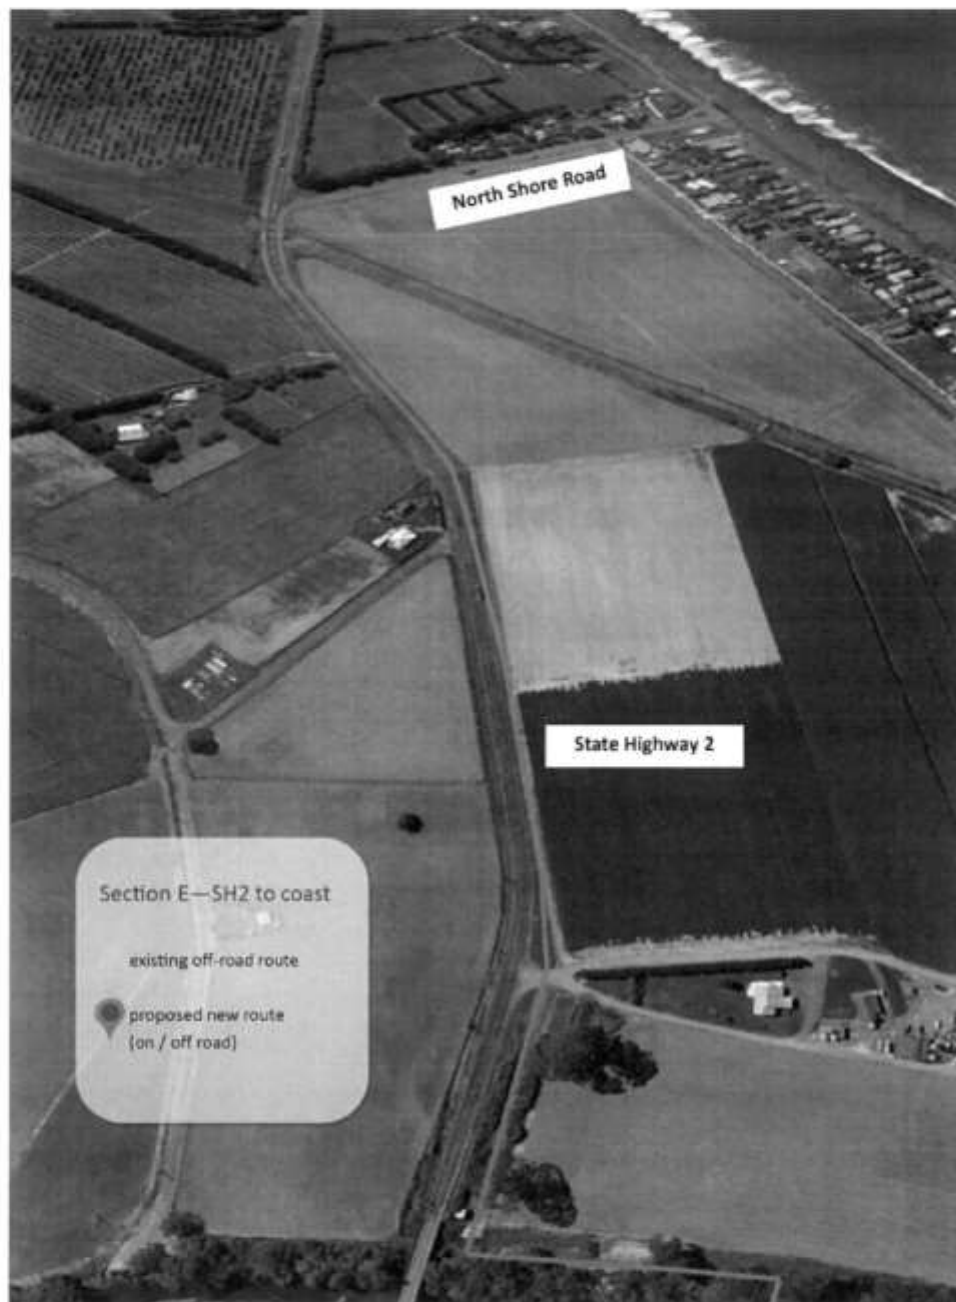 North Shore Road
State Highway 2
Section E—SH2 to coast
existing off-road route
proposed new route
(on / off road)